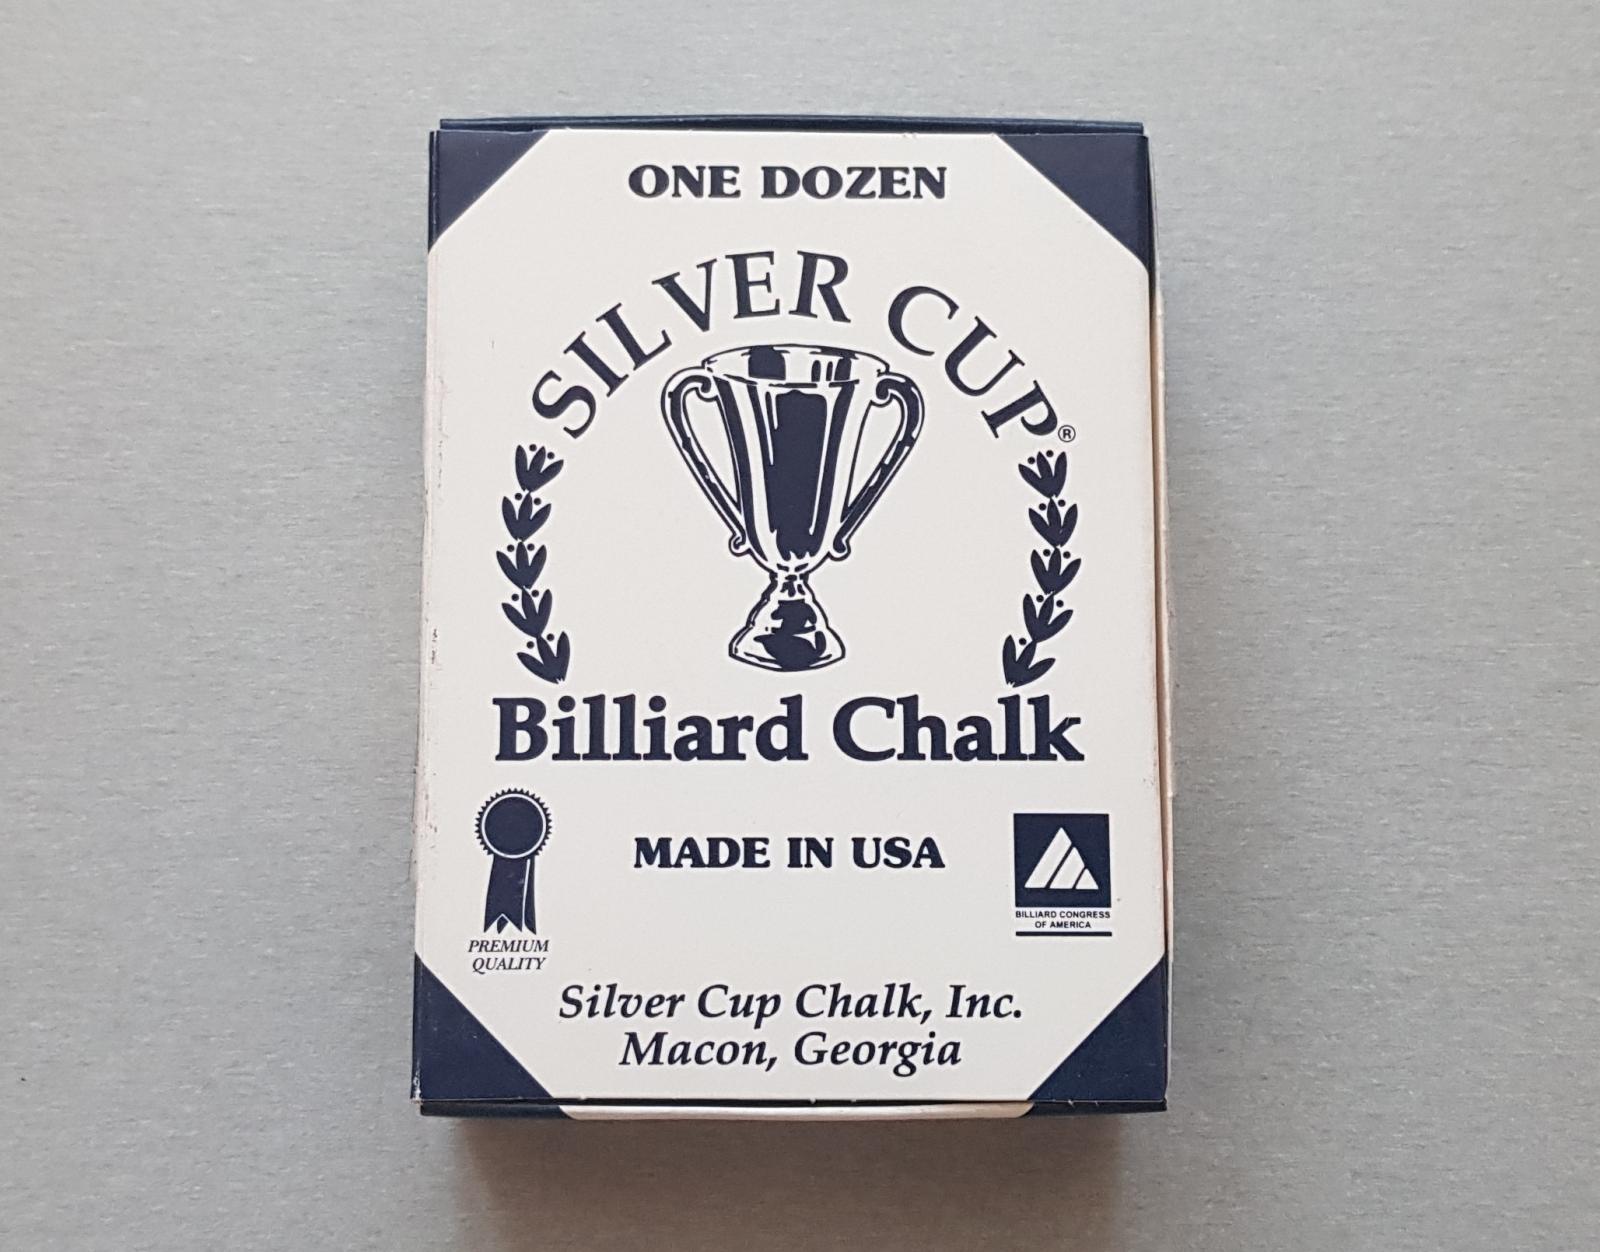 ONE DOZEN
SILVER CUP®
Billiard Chalk
MADE IN USA
PREMIUM
QUALITY
BILLIARD CONGRESS
OF AMERICA
Silver Cup Chalk, Inc.
Macon, Georgia